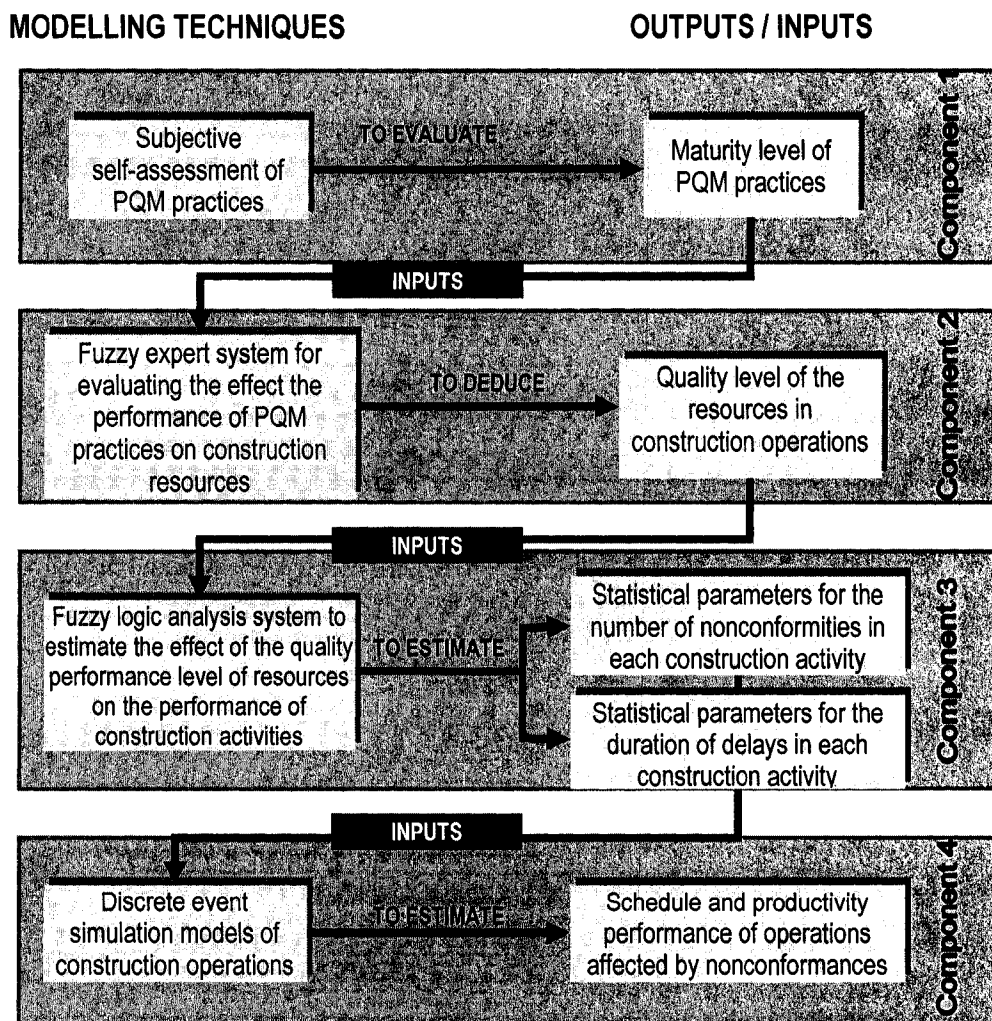 MODELLING TECHNIQUES
OUTPUTS / INPUTS
Component 1
Subjective
self-assessment of
PQM practices
TO EVALUATE
Maturity level of
PQM practices
INPUTS
Component 2
Fuzzy expert system for
evaluating the effect the
performance of PQM
practices on construction
resources
TO DEDUCE
Quality level of the
resources in
construction operations
INPUTS
Component 3
Fuzzy logic analysis system to
estimate the effect of the quality
performance level of resources
on the performance of
construction activities
TO ESTIMATE
Statistical parameters for the
number of nonconformities in
each construction activity
Statistical parameters for the
duration of delays in each
construction activity
INPUTS
Component 4
Discrete event
simulation models of
construction operations
TO ESTIMATE
Schedule and productivity
performance of operations
affected by nonconformances